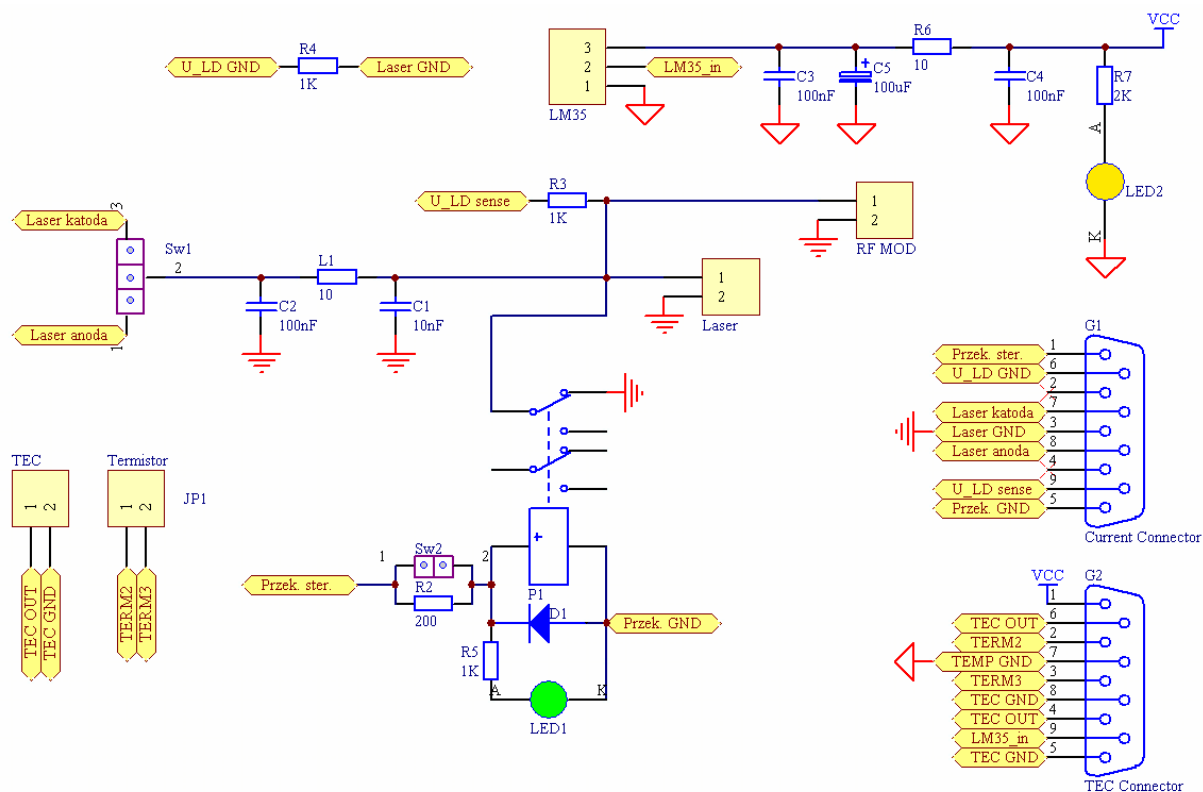 VCC
R4
U_LD GND
Laser GND
1K
3
2
1
LM35_in
LM35
R6
10
C3
100nF
C5
100uF
+
C4
100nF
R7
2K
A
LED2
K
U_LD sense
R3
1K
1
2
RF MOD
Laser katoda
3
Sw1
2
Laser anoda
1
L1
10
C2
100nF
C1
10nF
1
2
Laser
G1
Przek. ster.
1
U_LD GND
6
2
Laser katoda
7
Laser GND
3
Laser anoda
8
4
U_LD sense
9
Przek. GND
5
Current Connector
TEC
1
2
TEC OUT
TEC GND
Termistor
1
2
JP1
TERM2
TERM3
Przek. ster.
1
Sw2
2
R2
200
+
P1
D1
Przek. GND
R5
1K
A
K
LED1
VCC
G2
1
TEC OUT
6
TERM2
2
TEMP GND
7
TERM3
3
TEC GND
8
TEC OUT
4
LM35_in
9
TEC GND
5
TEC Connector